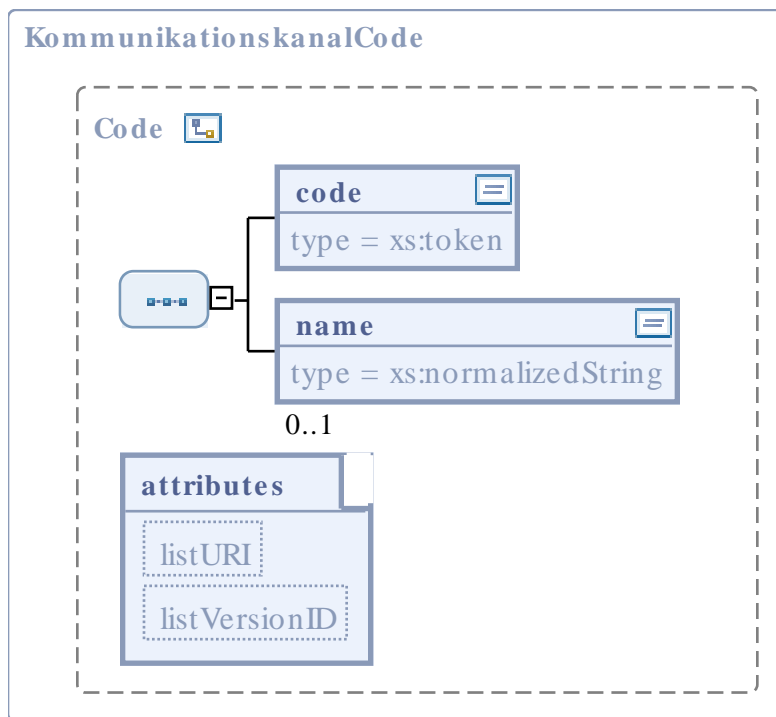 KommunikationskanalCode
Code
code
type = xs:token
name
type = xs:normalizedString
0..1
attributes
listURI
listVersionID